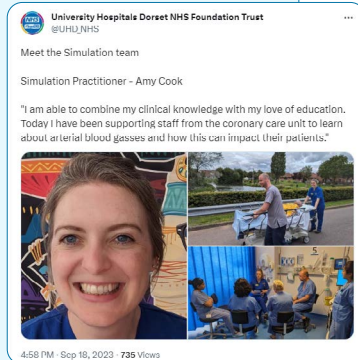 University Hospitals Dorset NHS Foundation Trust
@UHD_NHS
Meet the Simulation team
Simulation Practitioner - Amy Cook
"I am able to combine my clinical knowledge with my love of education.
Today I have been supporting staff from the coronary care unit to learn
about arterial blood gasses and how this can impact their patients."
4:58 PM · Sep 18, 2023 · 735 Views